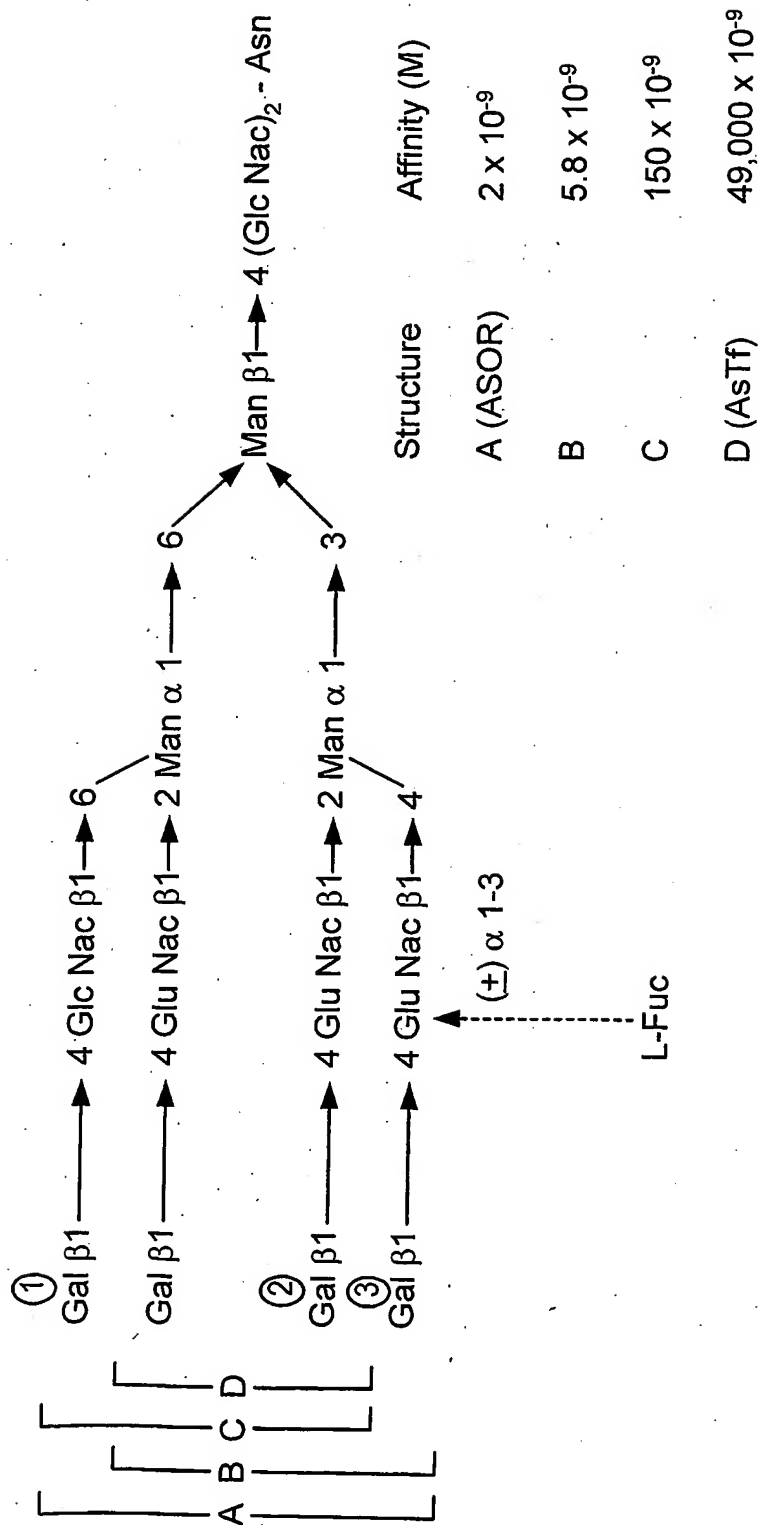 ① Gal β1 → 4 Glc Nac β1 → 6
Gal β1 → 4 Glu Nac β1 → 2 Man α 1 → 6
Man β1 → 4 (Glc Nac)₂ - Asn
② Gal β1 → 4 Glu Nac β1 → 2 Man α 1 → 3
③ Gal β1 → 4 Glu Nac β1 → 4
(±) α 1-3
L-Fuc
A B C D
Structure Affinity (M)
A (ASOR) 2 x 10⁻⁹
B 5.8 x 10⁻⁹
C 150 x 10⁻⁹
D (AsTf) 49,000 x 10⁻⁹